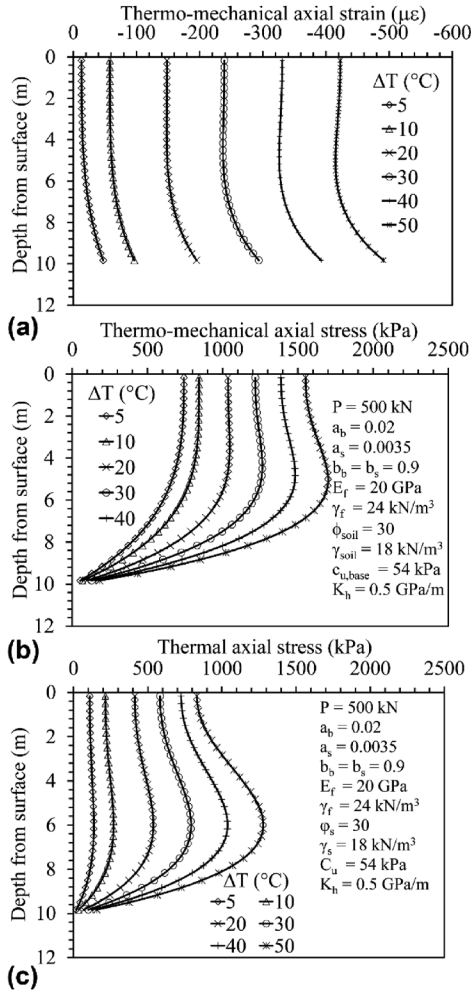 Thermo-mechanical axial strain (με)
0 -100 -200 -300 -400 -500 -600
Depth from surface (m)
0
2
4
6
8
10
12
ΔT (°C)
5
10
20
30
40
50
(a)
Thermo-mechanical axial stress (kPa)
0 500 1000 1500 2000 2500
Depth from surface (m)
0
2
4
6
8
10
12
ΔT (°C)
5
10
20
30
40
P = 500 kN
a_b = 0.02
a_s = 0.0035
b_b = b_s = 0.9
E_f = 20 GPa
γ_f = 24 kN/m³
ϕ_soil = 30
γ_soil = 18 kN/m³
c_u,base = 54 kPa
K_h = 0.5 GPa/m
(b)
Thermal axial stress (kPa)
0 500 1000 1500 2000 2500
Depth from surface (m)
0
2
4
6
8
10
12
P = 500 kN
a_b = 0.02
a_s = 0.0035
b_b = b_s = 0.9
E_f = 20 GPa
γ_f = 24 kN/m³
φ_s = 30
γ_s = 18 kN/m³
C_u = 54 kPa
K_h = 0.5 GPa/m
ΔT (°C)
5 10
20 30
40 50
(c)